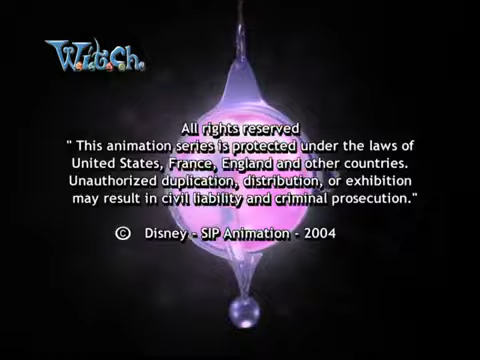 W.i.t.c.h.
All rights reserved
" This animation series is protected under the laws of
United States, France, England and other countries.
Unauthorized duplication, distribution, or exhibition
may result in civil liability and criminal prosecution."
© Disney - SIP Animation - 2004